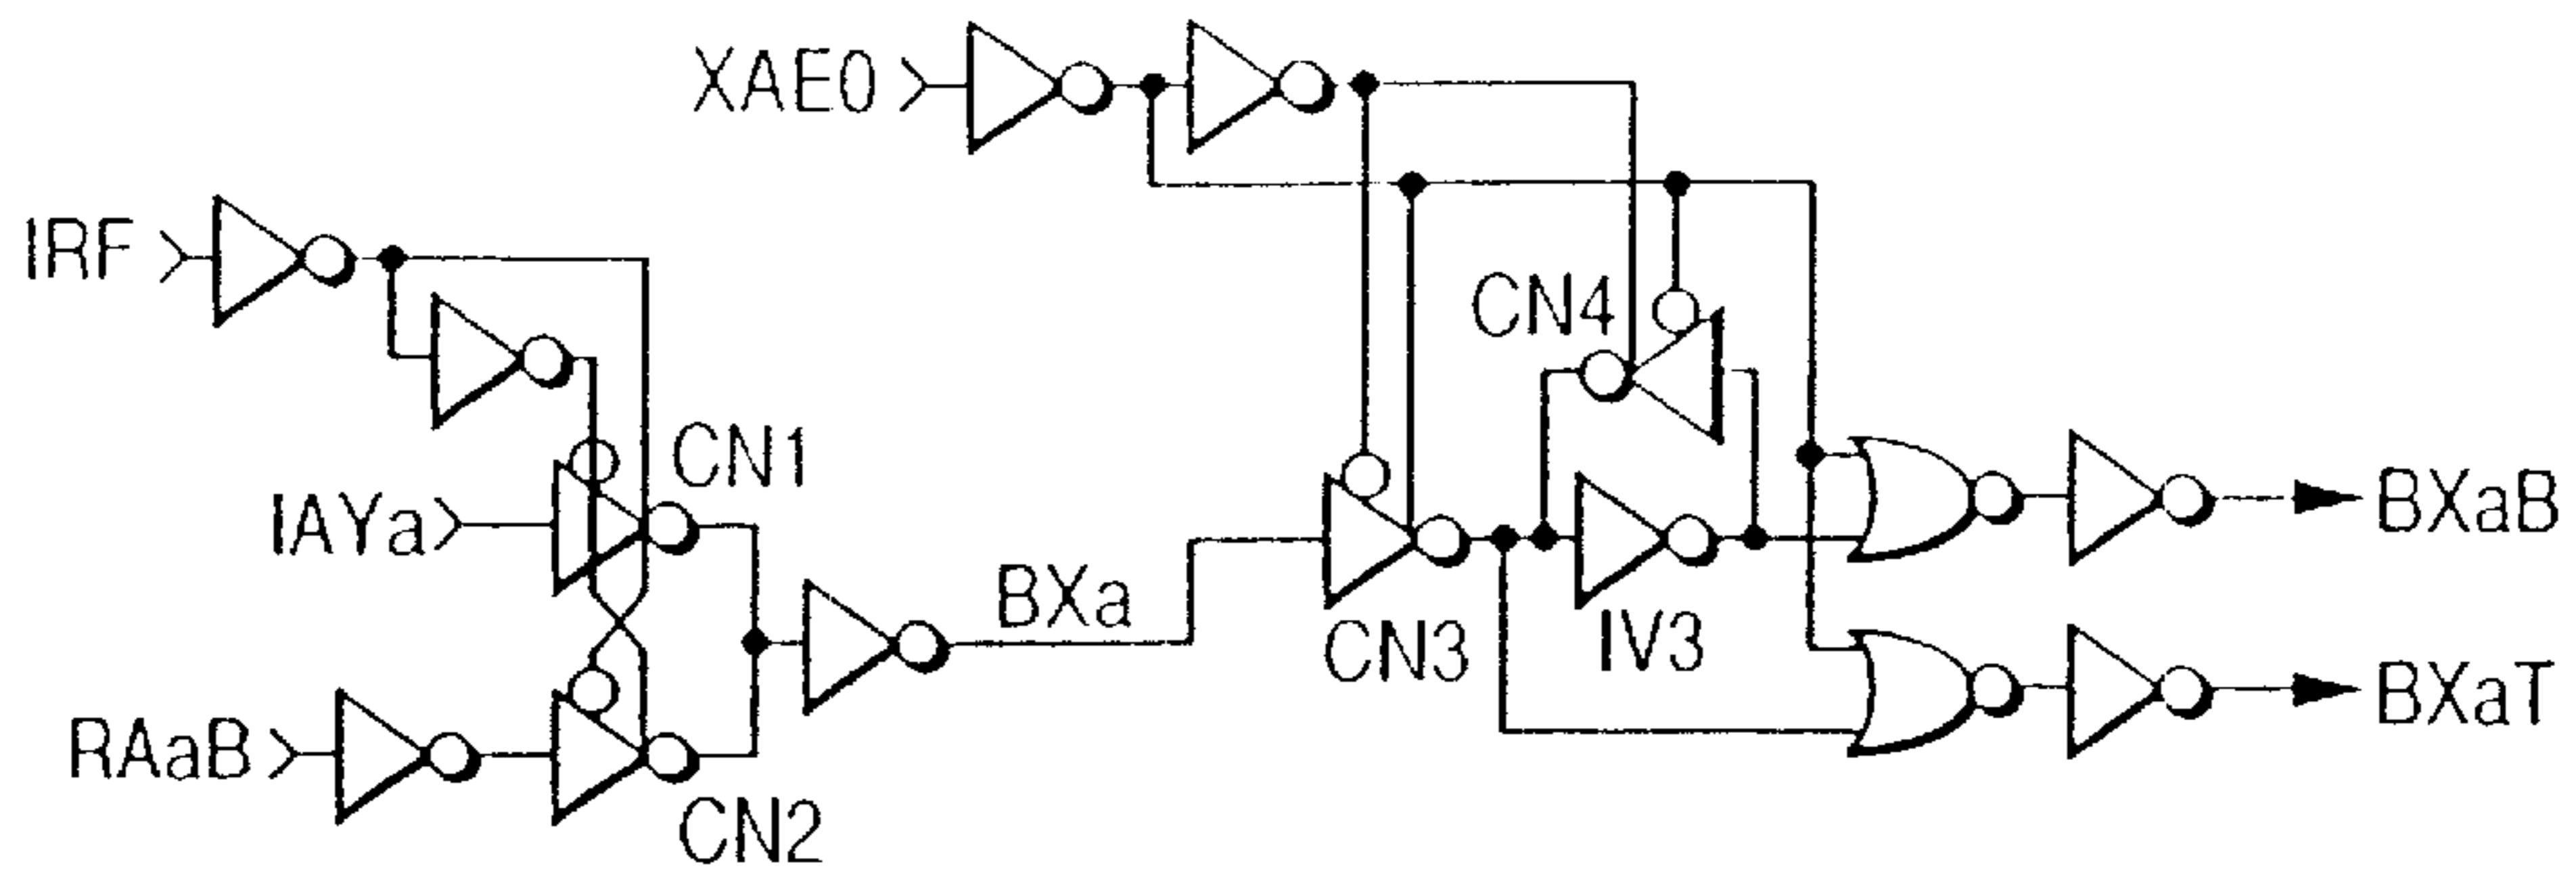 XAE0
IRF
CN4
CN1
IAYa
BXaB
BXa
CN3
IV3
BXaT
RAaB
CN2